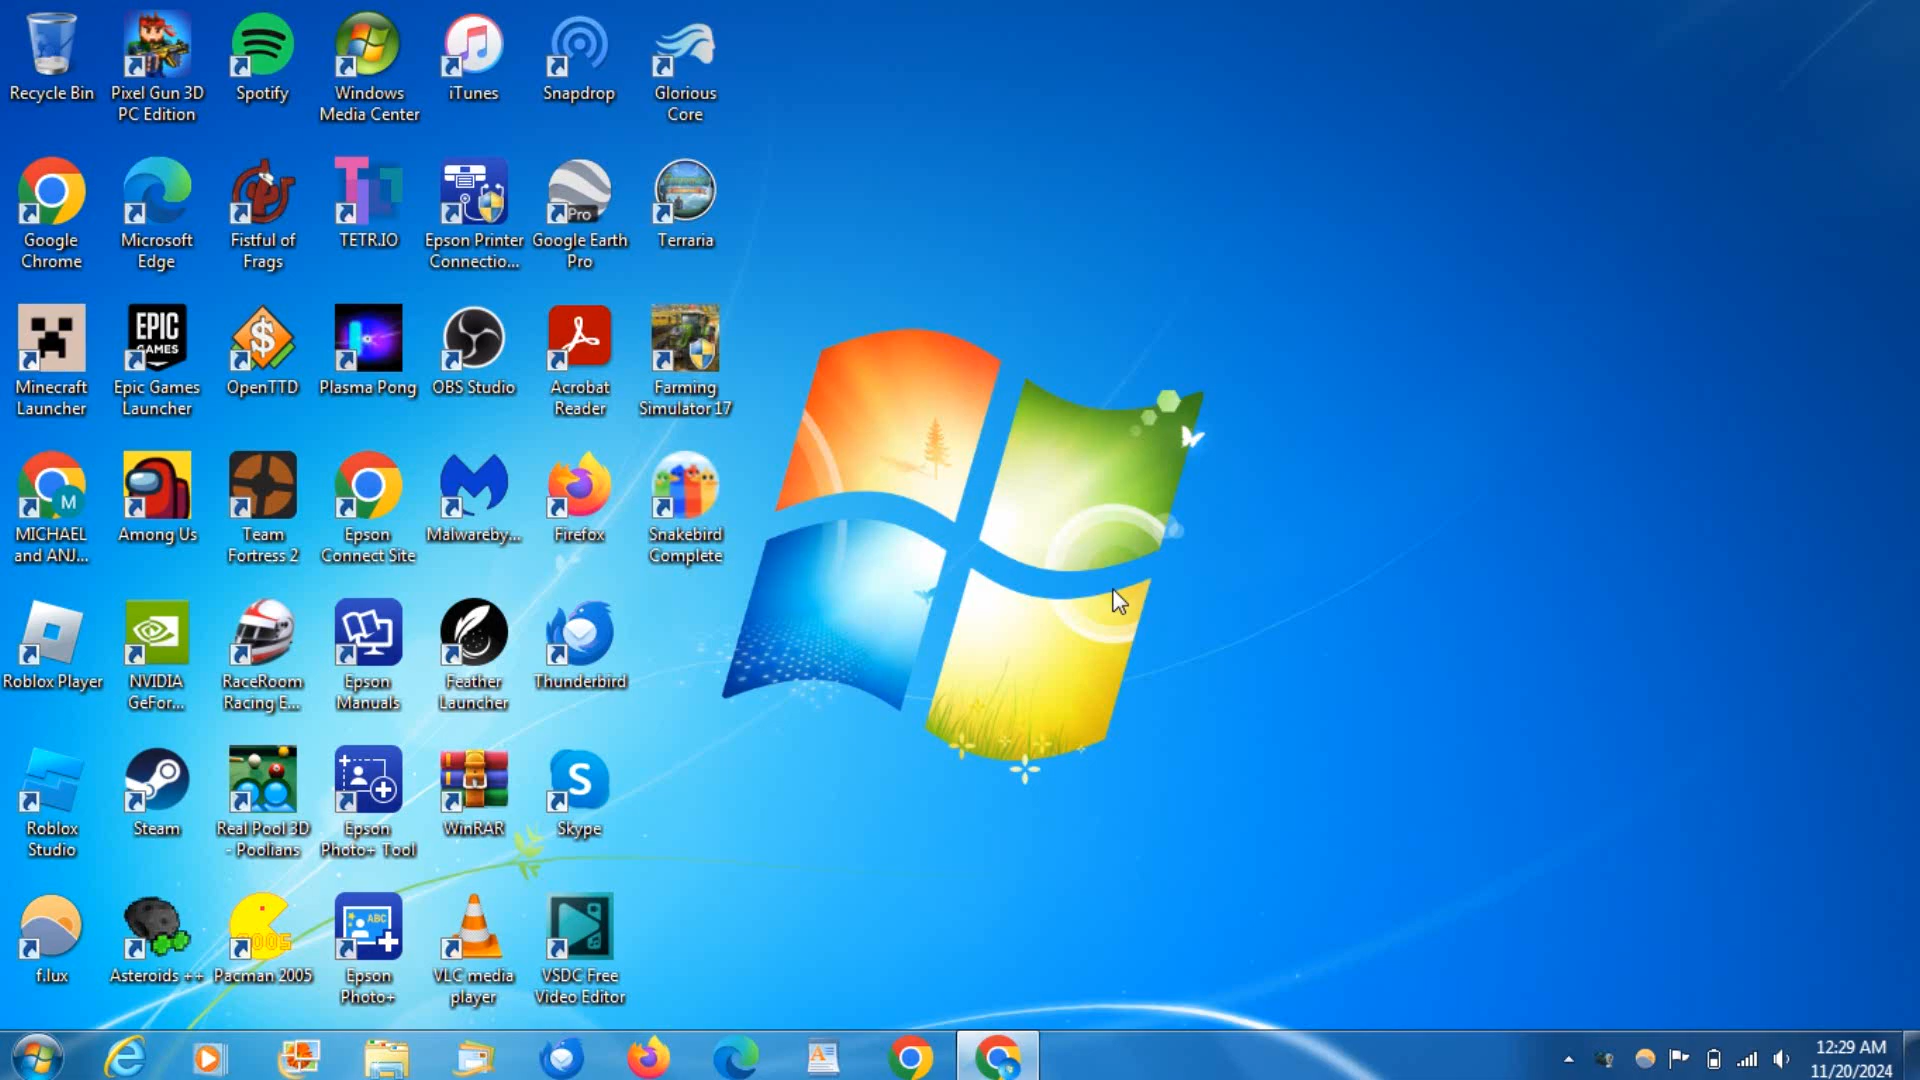 Recycle Bin
Pixel Gun 3D
PC Edition
Spotify
Windows
Media Center
iTunes
Snapdrop
Glorious
Core
Google
Chrome
Microsoft
Edge
Fistful of
Frags
TETR.IO
Epson Printer
Connectio...
Pro
Google Earth
Pro
Terraria
Minecraft
Launcher
EPIC
GAMES
Epic Games
Launcher
$
OpenTTD
Plasma Pong
OBS Studio
Acrobat
Reader
Farming
Simulator 17
M
MICHAEL
and ANJ...
Among Us
Team
Fortress 2
Epson
Connect Site
Malwareby...
Firefox
Snakebird
Complete
Roblox Player
NVIDIA
GeFor...
RaceRoom
Racing E...
Epson
Manuals
Feather
Launcher
Thunderbird
Roblox
Studio
Steam
Real Pool 3D
- Poolians
Epson
Photo+ Tool
WinRAR
S
Skype
f.lux
Asteroids ++
2005
Pacman 2005
ABC
Epson
Photo+
VLC media
player
VSDC Free
Video Editor
A
12:29 AM
11/20/2024